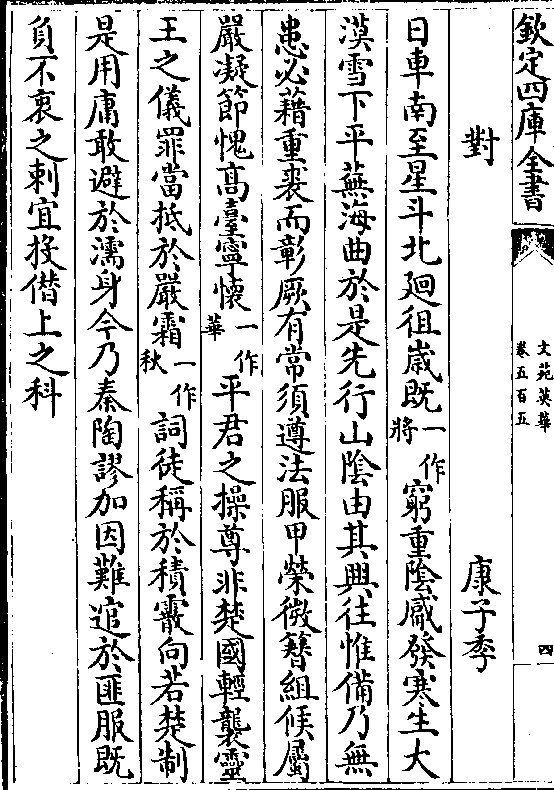 欽定四庫全書
文苑英華
卷五百五
四
對
康子季
日車南至星斗北廻徂歲既一作將窮重陰感發寒生大
漠雪下平蕪海曲於是先行山陰由其興往惟備乃無
患必藉重裘而彰厥有常須遵法服甲榮微簪組候屬
嚴凝節愧高臺寧懷一作華平君之操尊非楚國輕襲靈
王之儀罪當抵於嚴霜一作秋詞徒稱於積霰向若楚制
是用庸敢避於濡身今乃秦陶謬加因難逭於匪服既
負不衷之刺宜投僭上之科